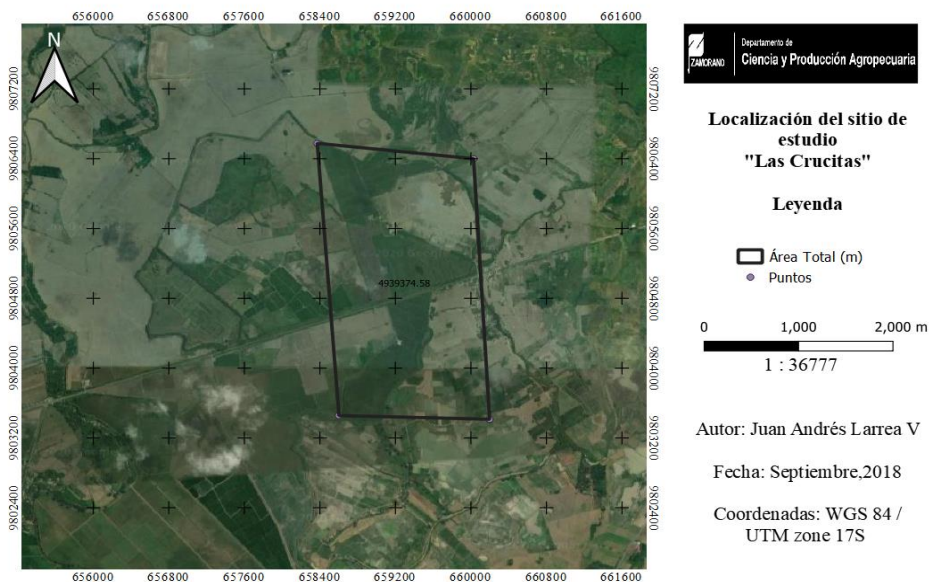 656000 656800 657600 658400 659200 660000 660800 661600
N
9807200
9806400
9805600
9804800
9804000
9803200
9802400
4939374.58
9807200
9806400
9805600
9804800
9804000
9803200
9802400
656000 656800 657600 658400 659200 660000 660800 661600
ZAMORANO
Departamento de
Ciencia y Producción Agropecuaria
Localización del sitio de
estudio
"Las Crucitas"
Leyenda
Área Total (m)
Puntos
0 1,000 2,000 m
1 : 36777
Autor: Juan Andrés Larrea V
Fecha: Septiembre,2018
Coordenadas: WGS 84 /
UTM zone 17S